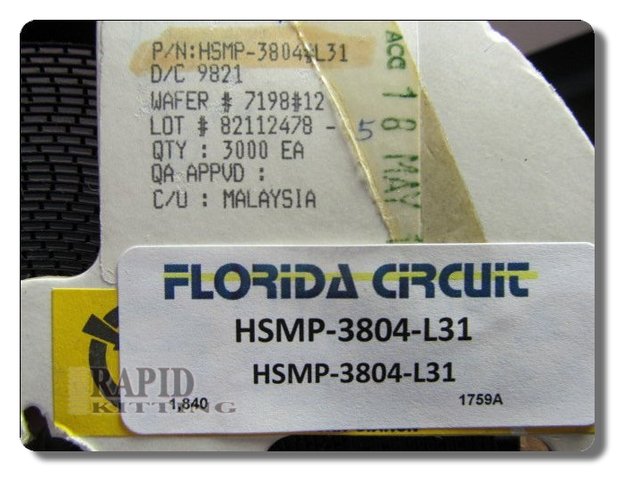 P/N:HSMP-3804#L31
D/C 9821
WAFER # 7198#12
LOT # 82112478 - 5
QTY : 3000 EA
QA APPVD :
C/U : MALAYSIA
ACC 18 MAY
FLORIDA CIRCUIT
HSMP-3804-L31
HSMP-3804-L31
RAPID
KITTING
1,840
1759A